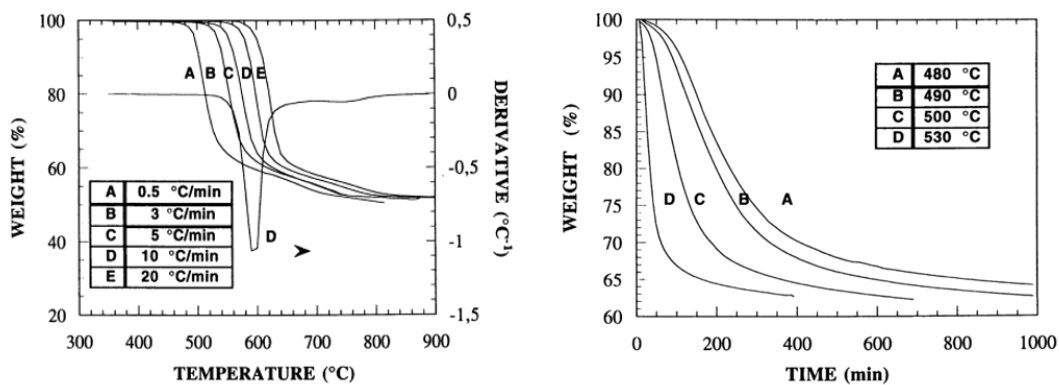 100
80
60
40
20
WEIGHT (%)
A B C D E
A 0.5 °C/min
B 3 °C/min
C 5 °C/min
D 10 °C/min
E 20 °C/min
D
0,5
0
-0,5
-1
-1,5
DERIVATIVE (°C⁻¹)
300 400 500 600 700 800 900
TEMPERATURE (°C)
100
95
90
85
80
75
70
65
60
WEIGHT (%)
A 480 °C
B 490 °C
C 500 °C
D 530 °C
D C B A
0 200 400 600 800 1000
TIME (min)